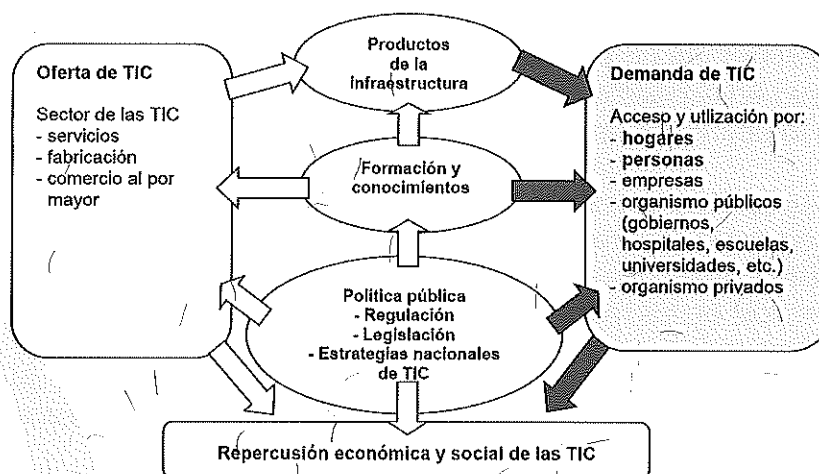 Oferta de TIC
Sector de las TIC
- servicios
- fabricación
- comercio al por
mayor
Productos
de la
infraestructura
Formación y
conocimientos
Política pública
- Regulación
- Legislación
- Estrategias nacionales
de TIC
Demanda de TIC
Acceso y utlización por:
- hogares
- personas
- empresas
- organismo públicos
(gobiernos,
hospitales, escuelas,
universidades, etc.)
- organismo privados
Repercusión económica y social de las TIC